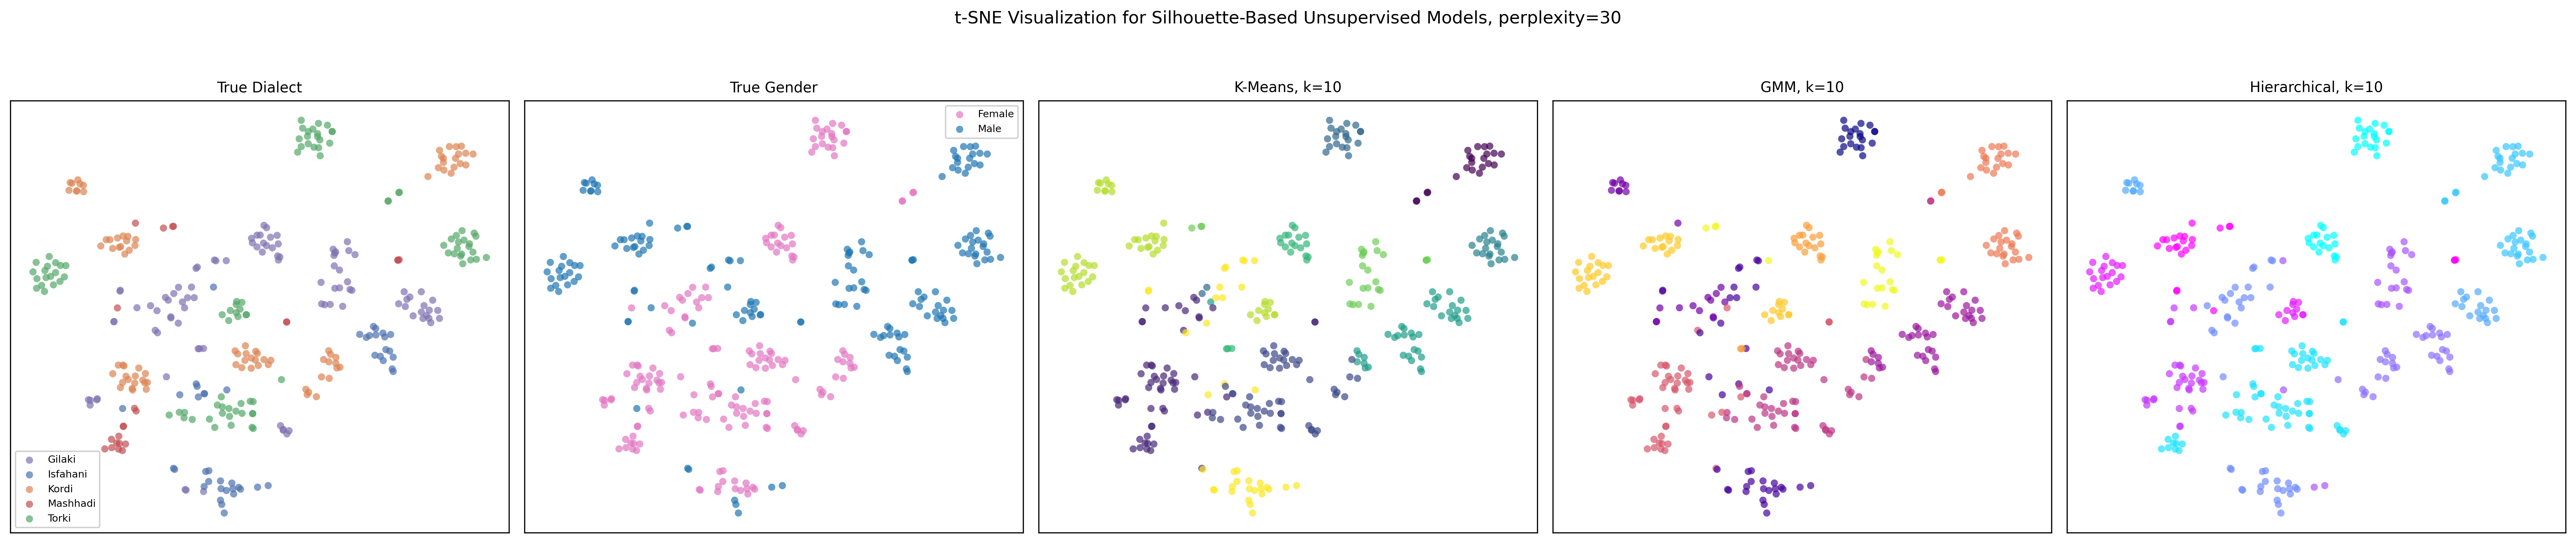 t-SNE Visualization for Silhouette-Based Unsupervised Models, perplexity=30
True Dialect
Gilaki
Isfahani
Kordi
Mashhadi
Torki
True Gender
Female
Male
K-Means, k=10
GMM, k=10
Hierarchical, k=10